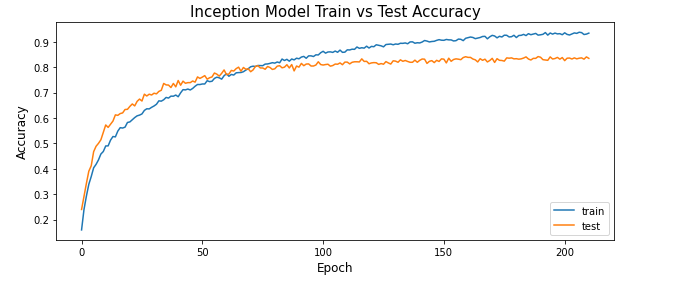 Inception Model Train vs Test Accuracy
Accuracy
0.9
0.8
0.7
0.6
0.5
0.4
0.3
0.2
0 50 100 150 200
Epoch
train
test